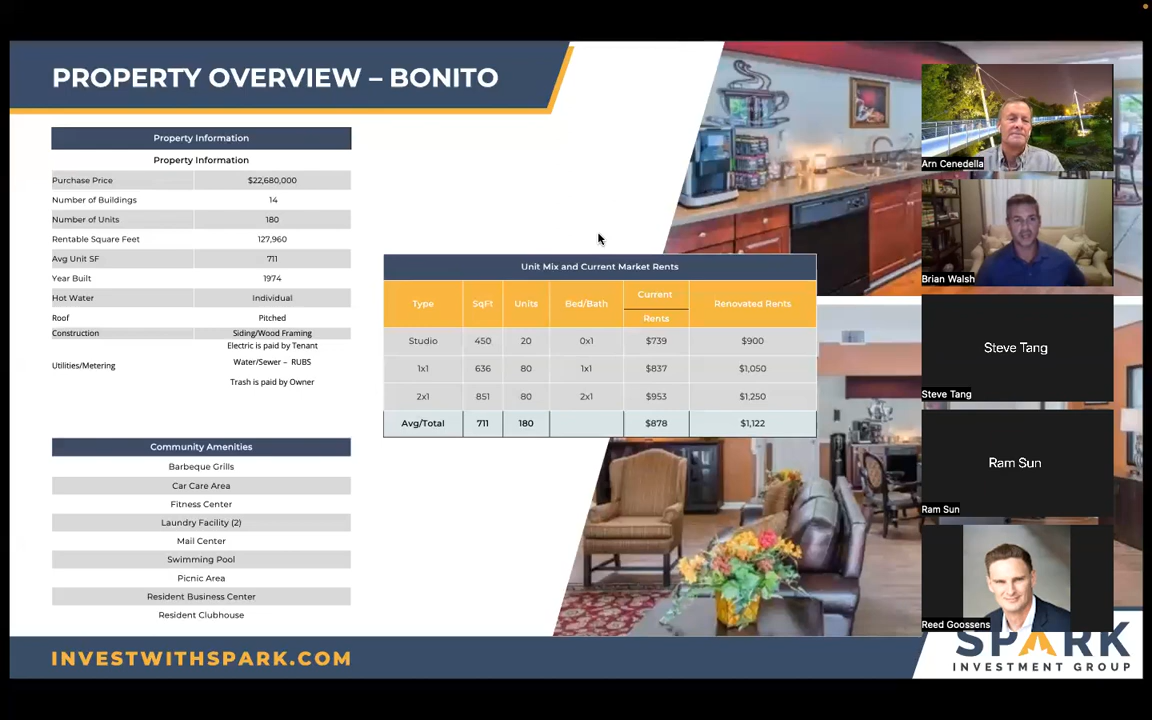 PROPERTY OVERVIEW – BONITO
Property Information
Property Information
Purchase Price $22,680,000
Number of Buildings 14
Number of Units 180
Rentable Square Feet 127,960
Avg Unit SF 711
Year Built 1974
Hot Water Individual
Roof Pitched
Construction Siding/Wood Framing
Utilities/Metering Electric is paid by Tenant
Water/Sewer – RUBS
Trash is paid by Owner
Community Amenities
Barbeque Grills
Car Care Area
Fitness Center
Laundry Facility (2)
Mail Center
Swimming Pool
Picnic Area
Resident Business Center
Resident Clubhouse
Unit Mix and Current Market Rents
Type SqFt Units Bed/Bath Current Rents Renovated Rents
Studio 450 20 0x1 $739 $900
1x1 636 80 1x1 $837 $1,050
2x1 851 80 2x1 $953 $1,250
Avg/Total 711 180 $878 $1,122
Arn Cenedella
Brian Walsh
Steve Tang
Steve Tang
Ram Sun
Ram Sun
Reed Goossens
INVESTWITHSPARK.COM
SPARK
INVESTMENT GROUP